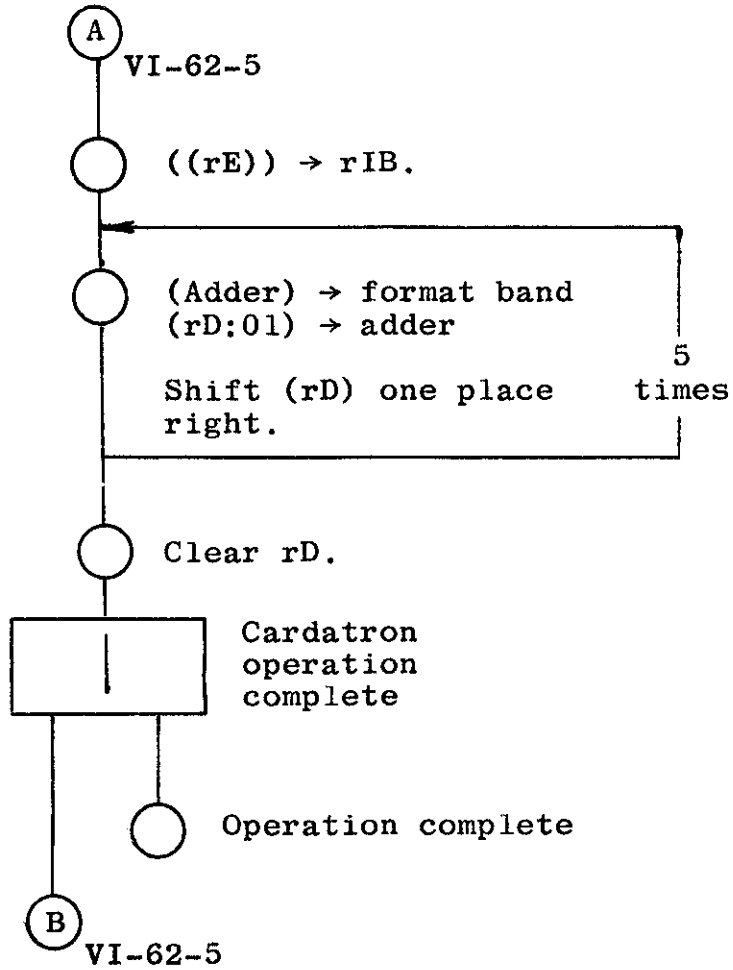 A
VI-62-5
((rE)) → rIB.
(Adder) → format band
(rD:01) → adder
5
Shift (rD) one place times
right.
Clear rD.
Cardatron
operation
complete
Operation complete
B
VI-62-5